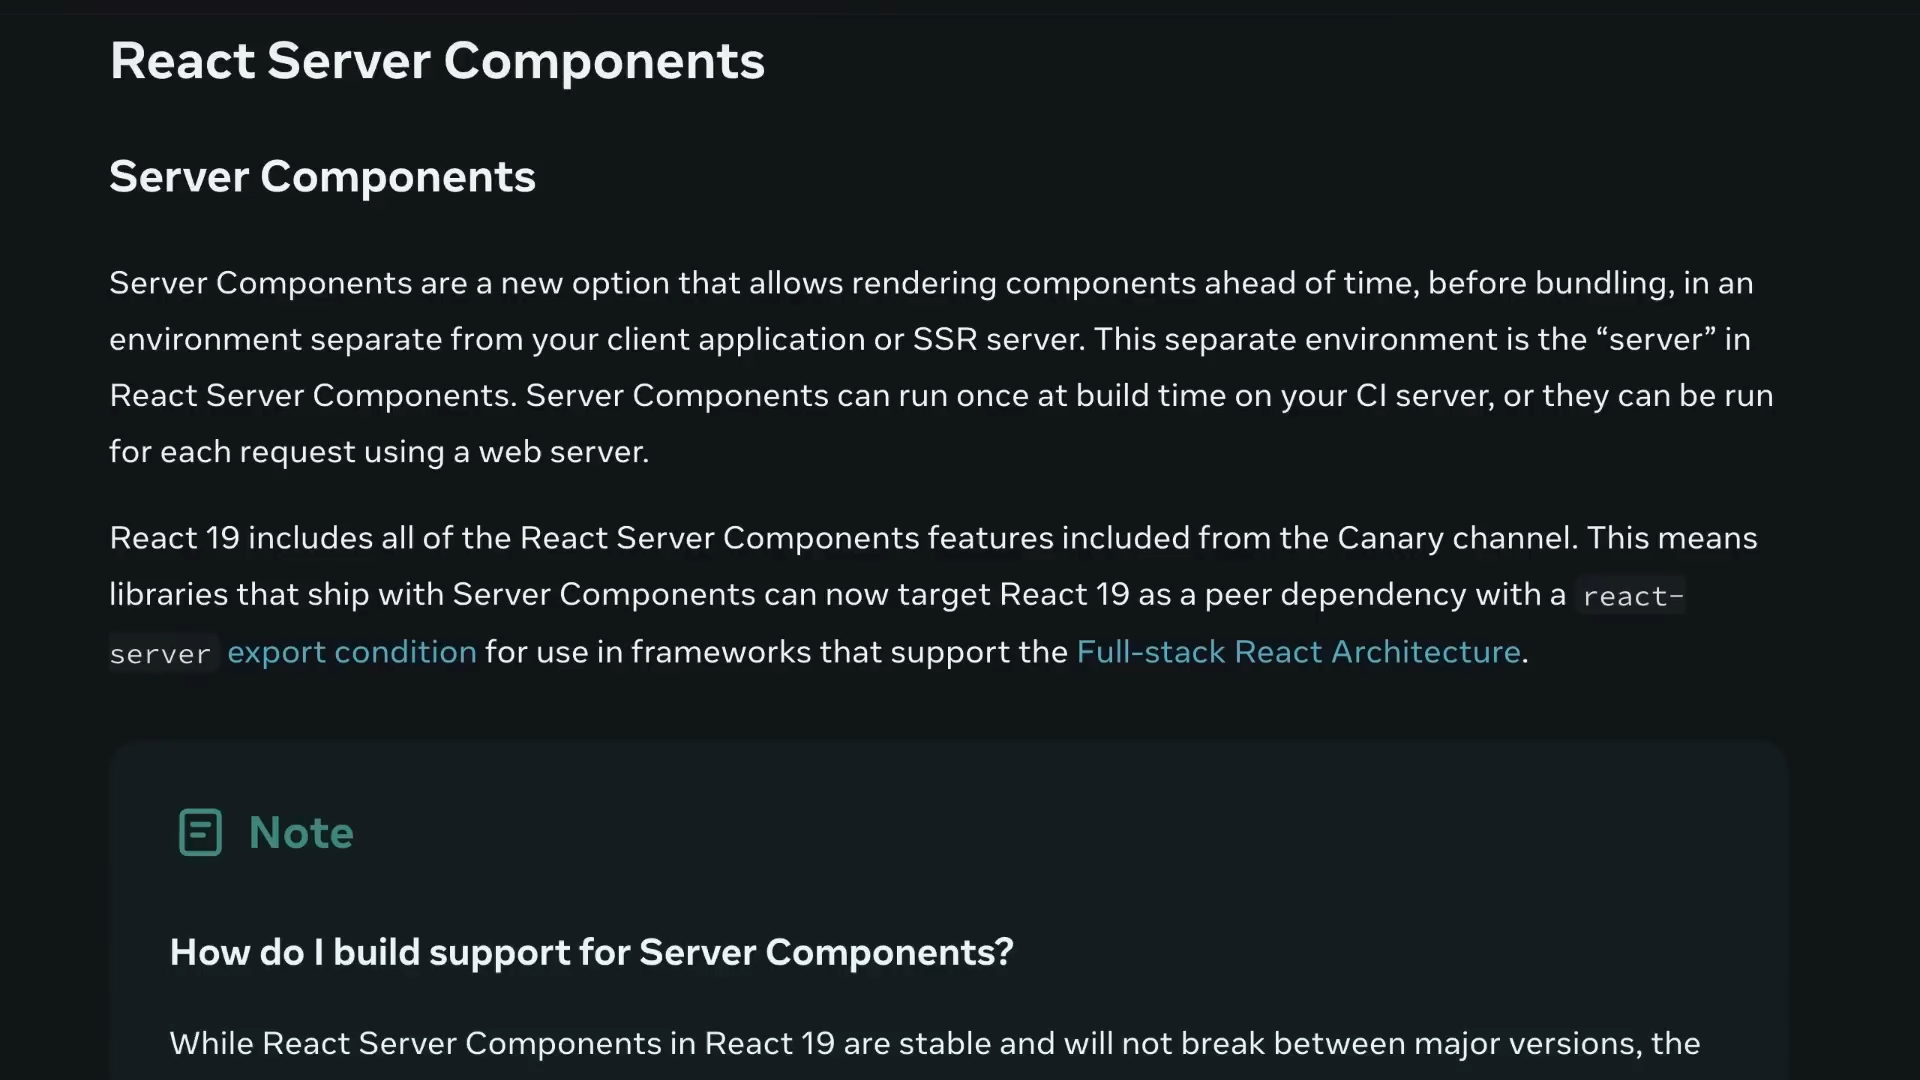 React Server Components
Server Components
Server Components are a new option that allows rendering components ahead of time, before bundling, in an
environment separate from your client application or SSR server. This separate environment is the “server” in
React Server Components. Server Components can run once at build time on your CI server, or they can be run
for each request using a web server.
React 19 includes all of the React Server Components features included from the Canary channel. This means
libraries that ship with Server Components can now target React 19 as a peer dependency with a react-
server export condition for use in frameworks that support the Full-stack React Architecture.
Note
How do I build support for Server Components?
While React Server Components in React 19 are stable and will not break between major versions, the